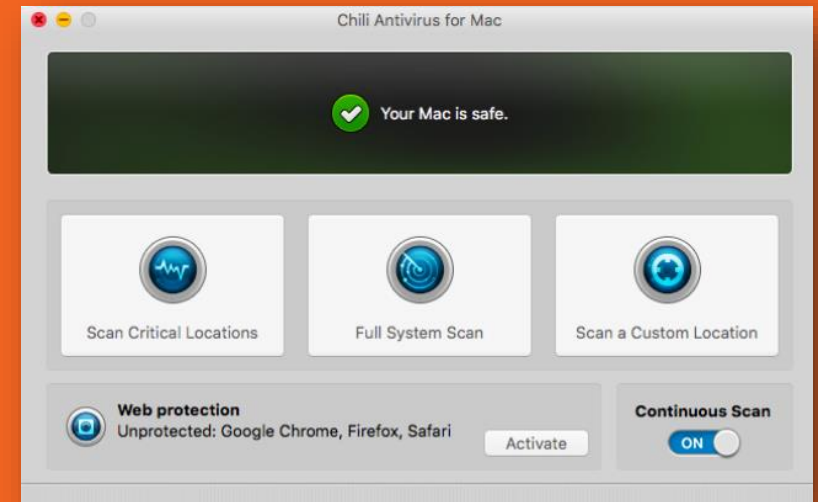 Chili Antivirus for Mac
Your Mac is safe.
Scan Critical Locations
Full System Scan
Scan a Custom Location
Web protection
Unprotected: Google Chrome, Firefox, Safari
Activate
Continuous Scan
ON